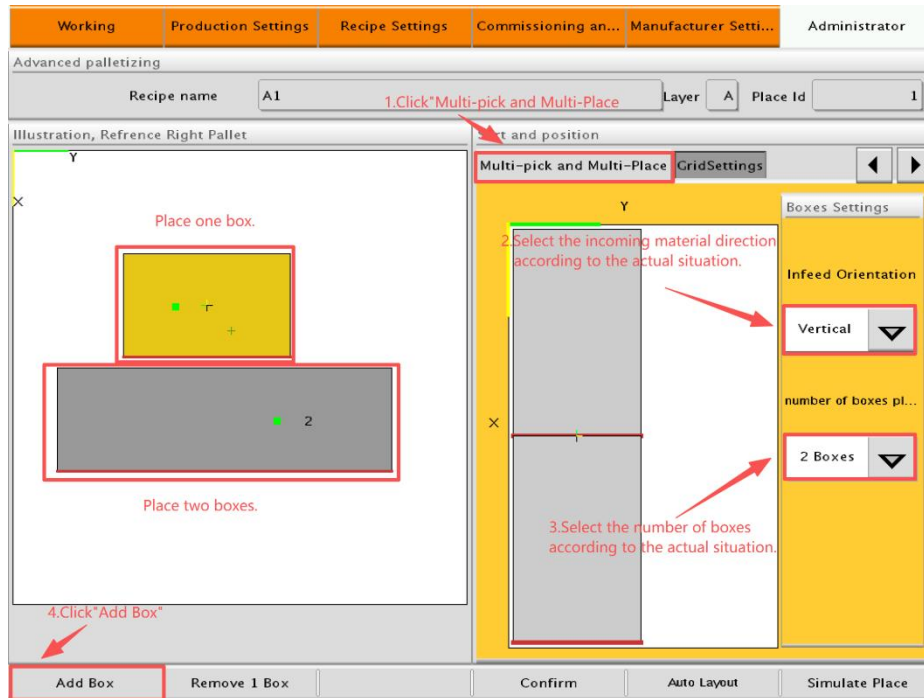 Working
Production Settings
Recipe Settings
Commissioning an...
Manufacturer Setti...
Administrator
Advanced palletizing
Recipe name
A1
Layer
A
Place Id
1
1.Click"Multi-pick and Multi-Place
Illustration, Refrence Right Pallet
Y
X
Place one box.
2
Place two boxes.
4.Click"Add Box"
Multi-pick and Multi-Place
GridSettings
Y
X
2.Select the incoming material direction
according to the actual situation.
3.Select the number of boxes
according to the actual situation.
Boxes Settings
Infeed Orientation
Vertical
number of boxes pl...
2 Boxes
Add Box
Remove 1 Box
Confirm
Auto Layout
Simulate Place